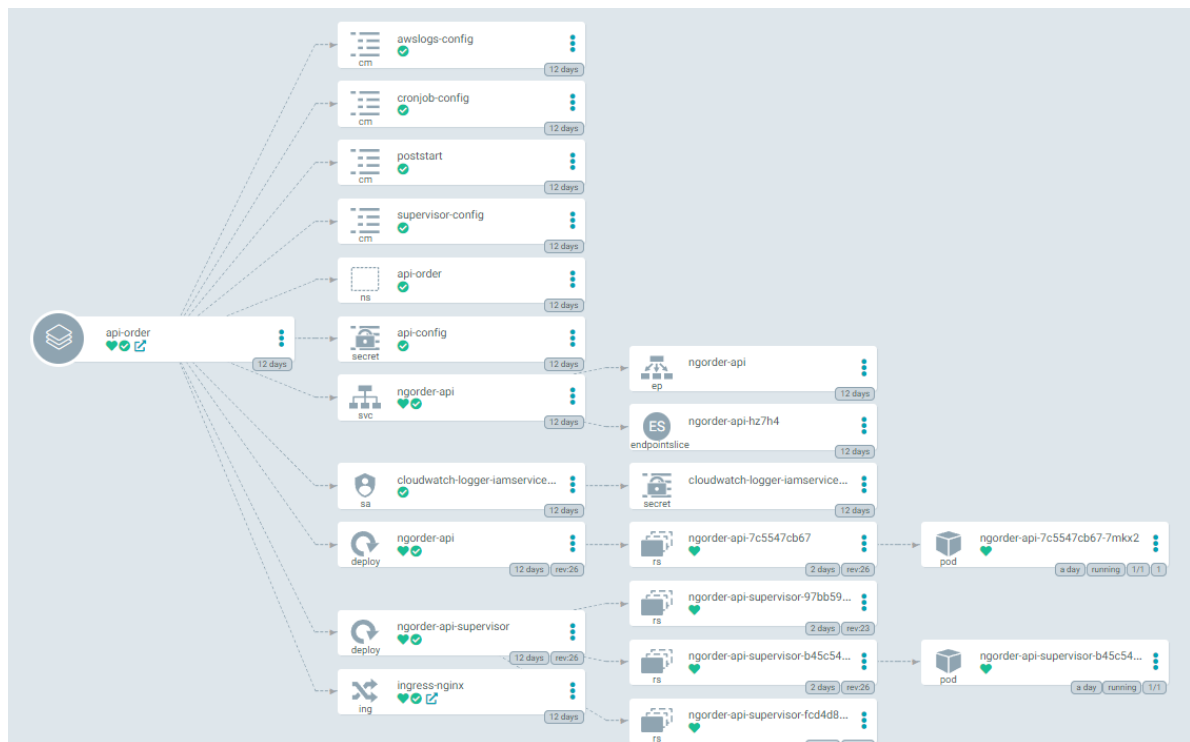 awslogs-config
cm
12 days
cronjob-config
cm
12 days
poststart
cm
12 days
supervisor-config
cm
12 days
api-order
ns
12 days
api-order
12 days
api-config
secret
12 days
ngorder-api
svc
12 days
ngorder-api
ep
12 days
ES
ngorder-api-hz7h4
endpointslice
12 days
cloudwatch-logger-iamservice...
sa
12 days
cloudwatch-logger-iamservice...
secret
12 days
ngorder-api
deploy
12 days rev:26
ngorder-api-7c5547cb67
rs
2 days rev:26
ngorder-api-7c5547cb67-7mkx2
pod
a day running 1/1 1
ngorder-api-supervisor
deploy
12 days rev:26
ngorder-api-supervisor-97bb59...
rs
2 days rev:23
ngorder-api-supervisor-b45c54...
rs
2 days rev:26
ngorder-api-supervisor-b45c54...
pod
a day running 1/1
ingress-nginx
ing
12 days
ngorder-api-supervisor-fcd4d8...
rs